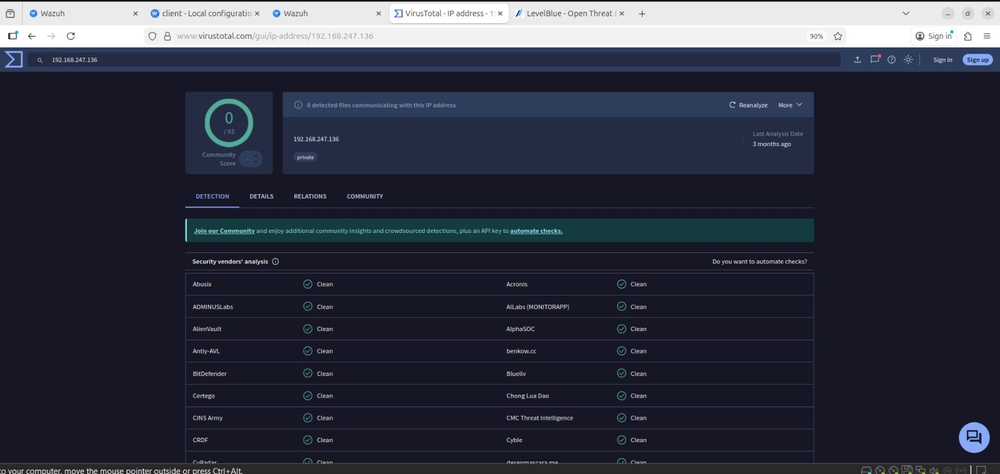 Wazuh
client - Local configuratio
Wazuh
VirusTotal - IP address - 1
LevelBlue - Open Threat
www.virustotal.com/gui/ip-address/192.168.247.136
90%
Sign in
192.168.247.136
Sign in
Sign up
0
/ 93
Community
Score
8 detected files communicating with this IP address
Reanalyze
More
192.168.247.136
private
Last Analysis Date
3 months ago
DETECTION
DETAILS
RELATIONS
COMMUNITY
Join our Community and enjoy additional community insights and crowdsourced detections, plus an API key to automate checks.
Security vendors' analysis
Do you want to automate checks?
Abusix
Clean
Acronis
Clean
ADMINUSLabs
Clean
AILabs (MONITORAPP)
Clean
AlienVault
Clean
AlphaSOC
Clean
Antiy-AVL
Clean
benkow.cc
Clean
BitDefender
Clean
Blueliv
Clean
Certego
Clean
Chong Lua Dao
Clean
CINS Army
Clean
CMC Threat Intelligence
Clean
CRDF
Clean
Cyble
Clean
CyRadar
Clean
desenmascara.me
Clean
to your computer, move the mouse pointer outside or press Ctrl+Alt.